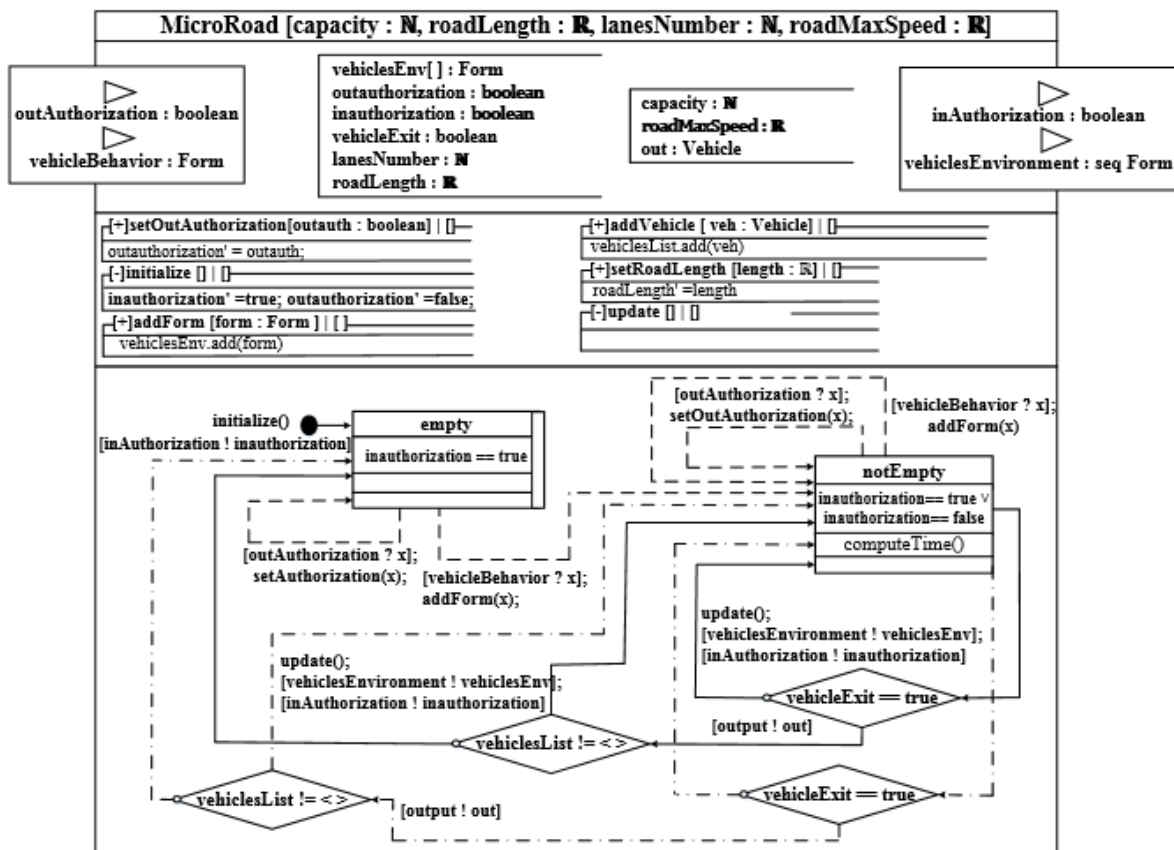 MicroRoad [capacity : ℕ, roadLength : ℝ, lanesNumber : ℕ, roadMaxSpeed : ℝ]
outAuthorization : boolean
vehicleBehavior : Form
vehiclesEnv[ ] : Form
outauthorization : boolean
inauthorization : boolean
vehicleExit : boolean
lanesNumber : ℕ
roadLength : ℝ
capacity : ℕ
roadMaxSpeed : ℝ
out : Vehicle
inAuthorization : boolean
vehiclesEnvironment : seq Form
[+]setOutAuthorization[outauth : boolean] | []
outauthorization' = outauth;
[-]initialize [] | []
inauthorization' =true; outauthorization' =false;
[+]addForm [form : Form ] | [ ]
vehiclesEnv.add(form)
[+]addVehicle [ veh : Vehicle] | []
vehiclesList.add(veh)
[+]setRoadLength [length : ℝ] | []
roadLength' =length
[-]update [] | []
initialize()
[inAuthorization ! inauthorization]
empty
inauthorization == true
[outAuthorization ? x];
setAuthorization(x);
[vehicleBehavior ? x];
addForm(x);
[outAuthorization ? x];
setOutAuthorization(x);
[vehicleBehavior ? x];
addForm(x)
notEmpty
inauthorization== true ∨
inauthorization== false
computeTime()
update();
[vehiclesEnvironment ! vehiclesEnv];
[inAuthorization ! inauthorization]
update();
[vehiclesEnvironment ! vehiclesEnv];
[inAuthorization ! inauthorization]
vehicleExit == true
[output ! out]
vehiclesList != < >
vehiclesList != < >
[output ! out]
vehicleExit == true